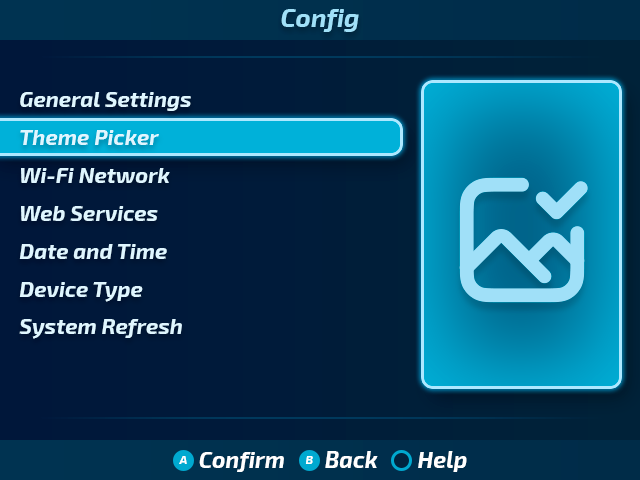 Config
General Settings
Theme Picker
Wi-Fi Network
Web Services
Date and Time
Device Type
System Refresh
A Confirm B Back Help